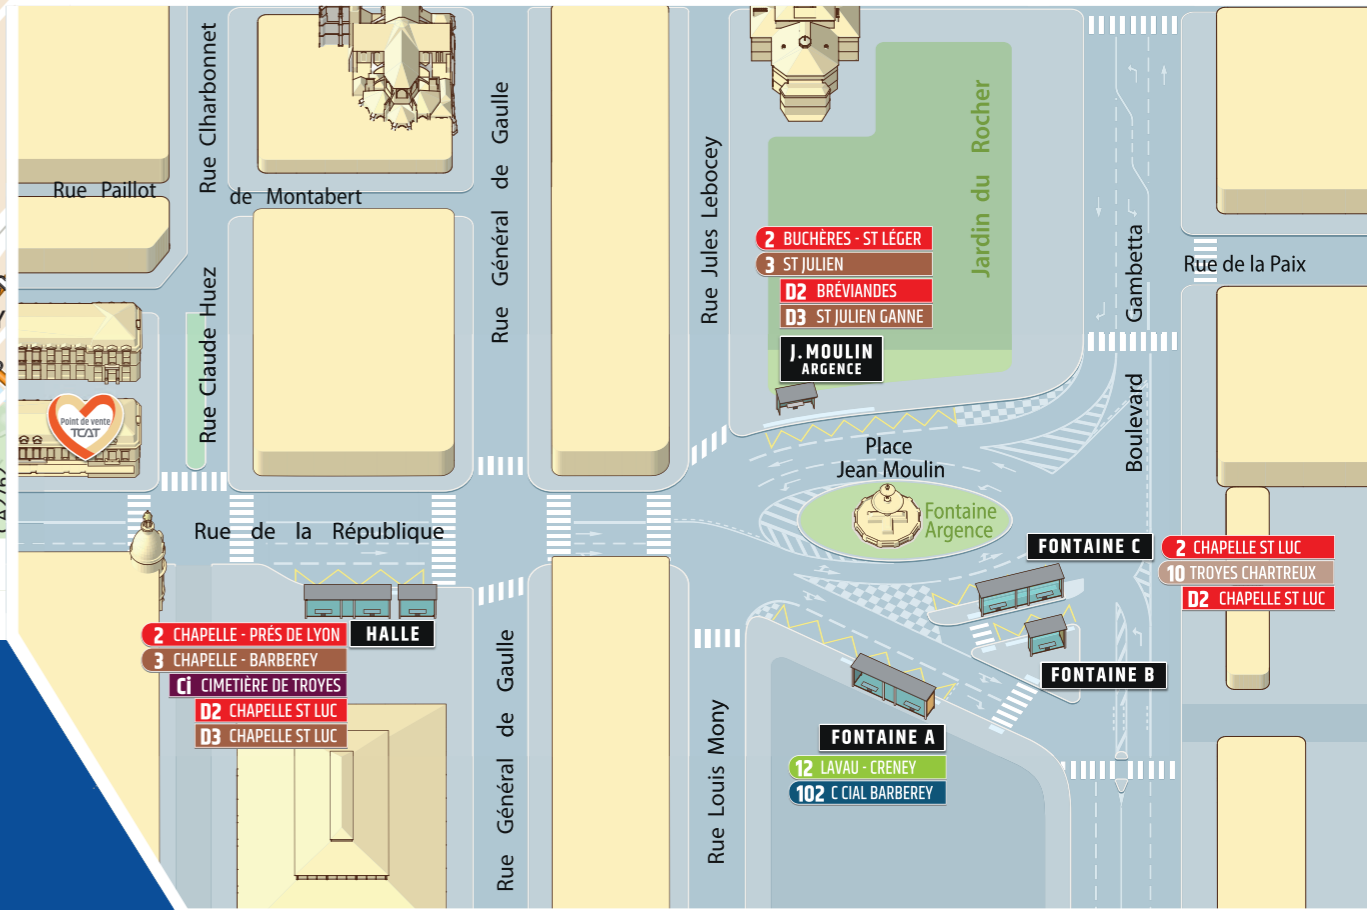 Rue Clharbonnet
Rue Paillot
de Montabert
Rue Général de Gaulle
Rue Jules Lebocey
Jardin du Rocher
Boulevard Gambetta
Rue de la Paix
Rue Claude Huez
2 BUCHÈRES - ST LÉGER
3 ST JULIEN
D2 BRÉVIANDES
D3 ST JULIEN GANNE
J. MOULIN
ARGENCE
Point de vente
TCAT
Place
Jean Moulin
Fontaine
Argence
Rue de la République
FONTAINE C
2 CHAPELLE ST LUC
10 TROYES CHARTREUX
D2 CHAPELLE ST LUC
HALLE
2 CHAPELLE - PRÉS DE LYON
3 CHAPELLE - BARBEREY
Ci CIMETIÈRE DE TROYES
D2 CHAPELLE ST LUC
D3 CHAPELLE ST LUC
FONTAINE B
FONTAINE A
12 LAVAU - CRENEY
102 C CIAL BARBEREY
Rue Général de Gaulle
Rue Louis Mony